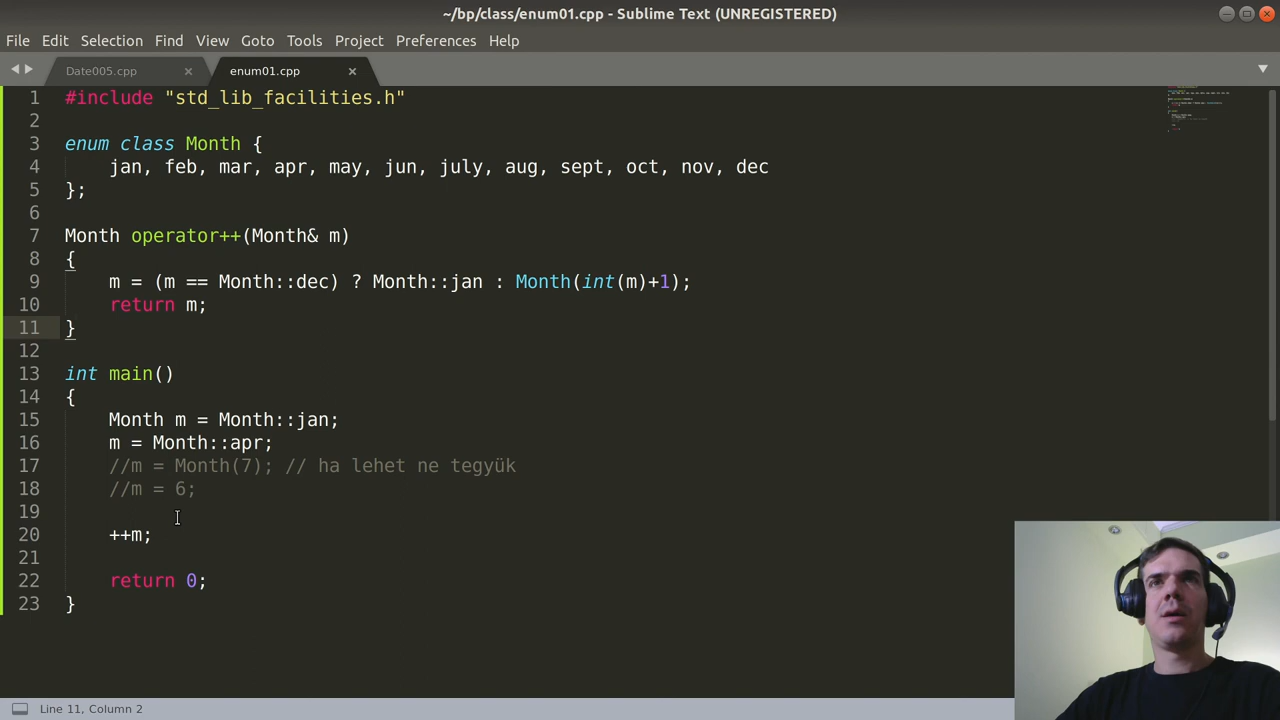 ~/bp/class/enum01.cpp - Sublime Text (UNREGISTERED)
File Edit Selection Find View Goto Tools Project Preferences Help
Date005.cpp enum01.cpp
1 #include "std_lib_facilities.h"
2
3 enum class Month {
4 jan, feb, mar, apr, may, jun, july, aug, sept, oct, nov, dec
5 };
6
7 Month operator++(Month& m)
8 {
9 m = (m == Month::dec) ? Month::jan : Month(int(m)+1);
10 return m;
11 }
12
13 int main()
14 {
15 Month m = Month::jan;
16 m = Month::apr;
17 //m = Month(7); // ha lehet ne tegyük
18 //m = 6;
19
20 ++m;
21
22 return 0;
23 }
Line 11, Column 2